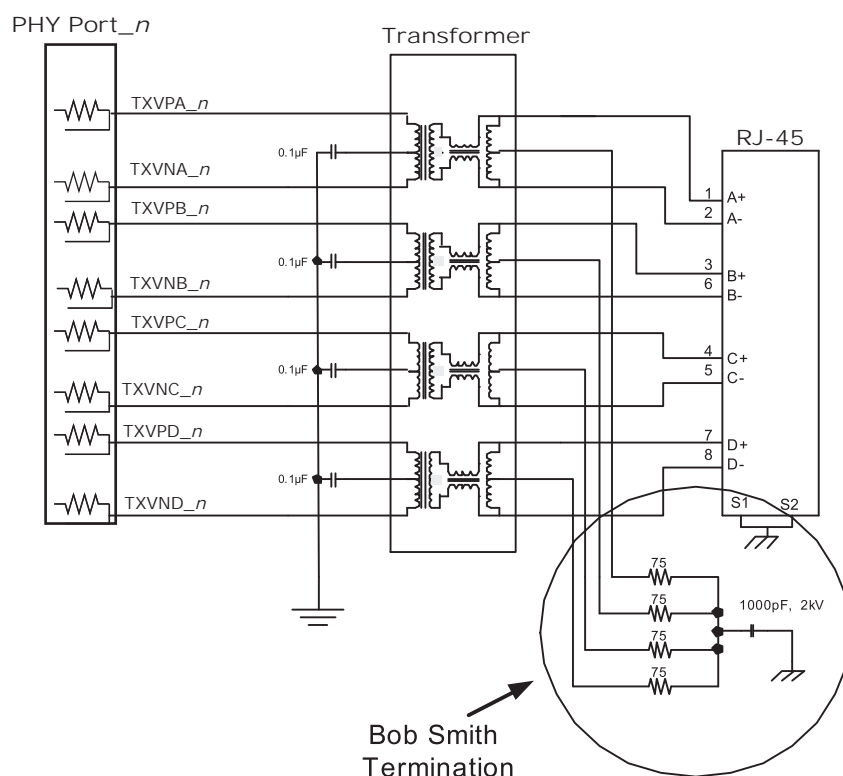 PHY Port_n
Transformer
TXVPA_n
RJ-45
0.1µF
TXVNA_n
1
A+
2
A-
TXVPB_n
0.1µF
3
B+
6
B-
TXVNB_n
TXVPC_n
4
C+
0.1µF
5
C-
TXVNC_n
TXVPD_n
7
D+
8
D-
0.1µF
TXVND_n
S1
S2
75
75
1000pF, 2kV
75
75
Bob Smith
Termination